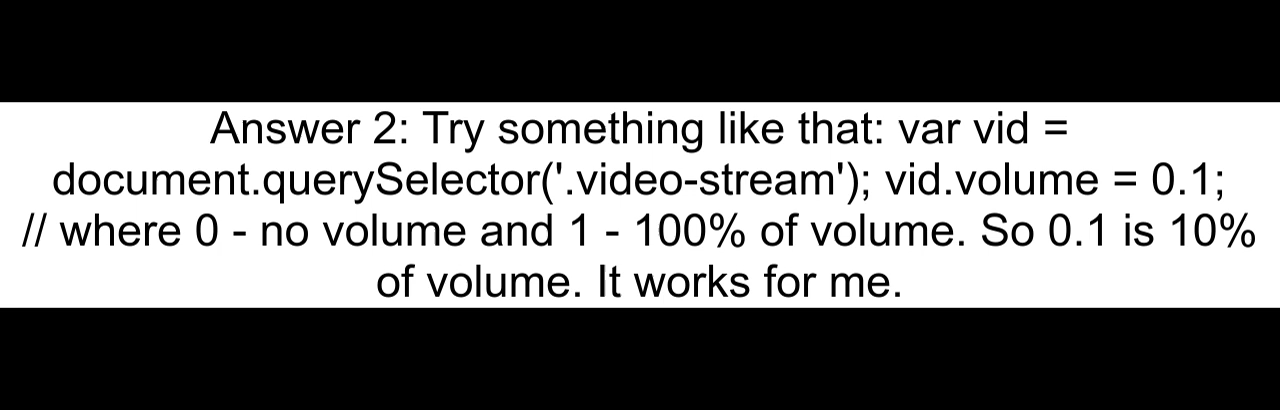 Answer 2: Try something like that: var vid =
document.querySelector('.video-stream'); vid.volume = 0.1;
// where 0 - no volume and 1 - 100% of volume. So 0.1 is 10%
of volume. It works for me.